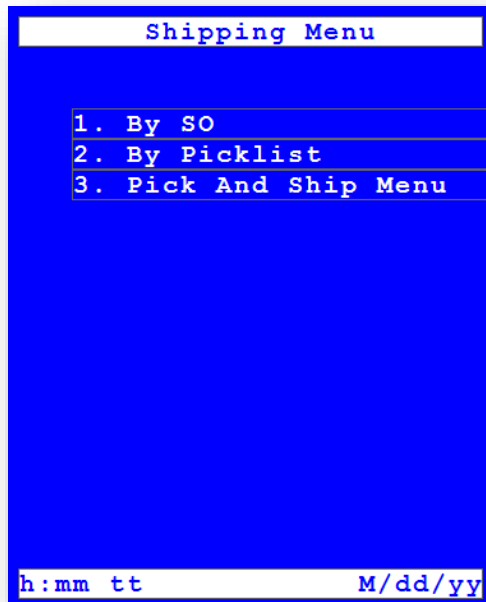 Shipping Menu
1. By SO
2. By Picklist
3. Pick And Ship Menu
h:mm tt M/dd/yy